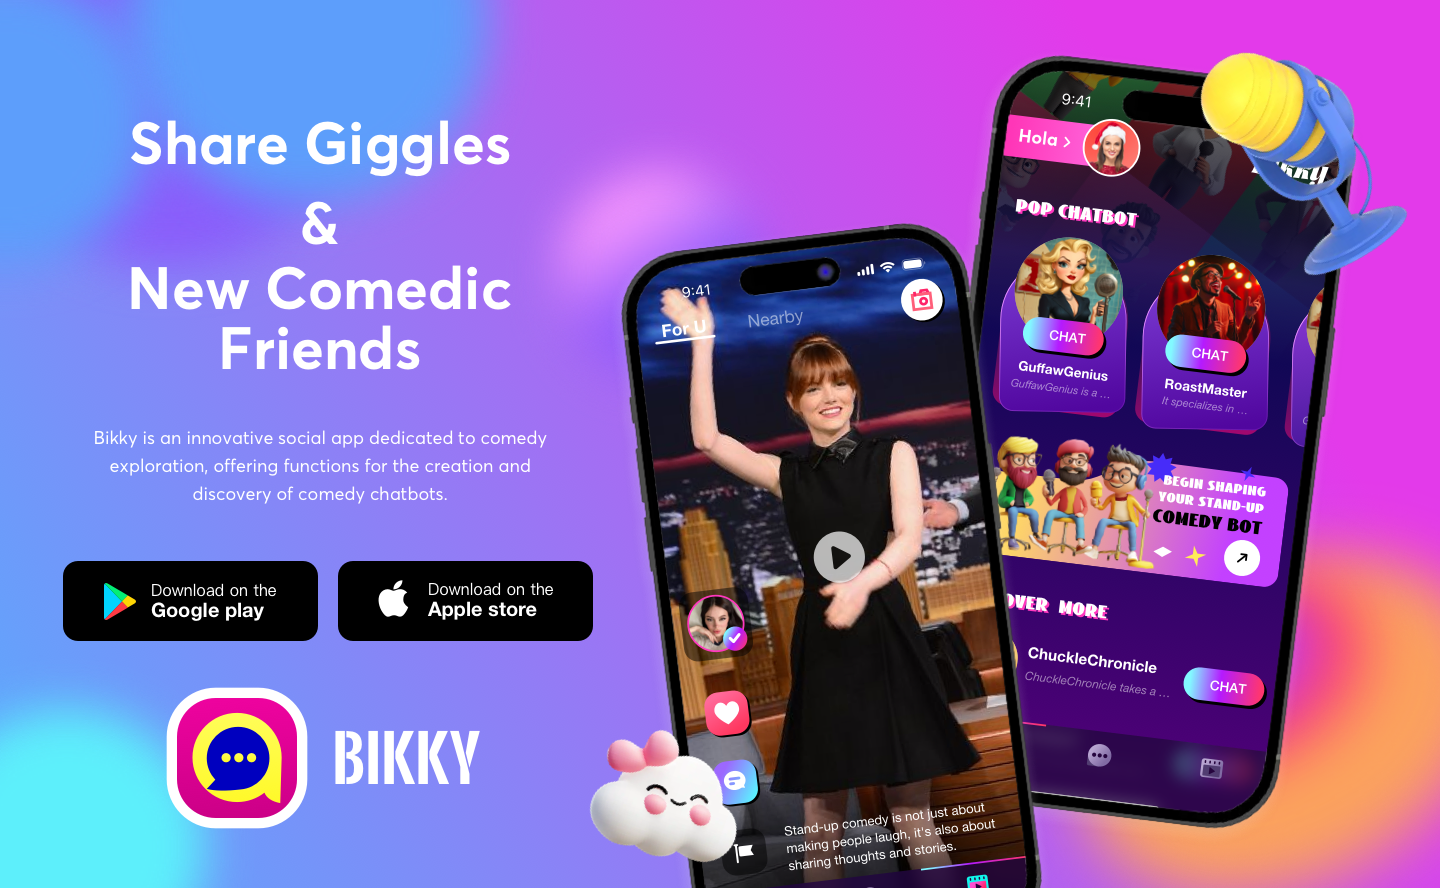 Share Giggles
&
New Comedic
Friends
Bikky is an innovative social app dedicated to comedy
exploration, offering functions for the creation and
discovery of comedy chatbots.
Download on the
Google play
Download on the
Apple store
BIKKY
9:41
For U
Nearby
Stand-up comedy is not just about
making people laugh, it's also about
sharing thoughts and stories.
9:41
Hola >
POP CHATBOT
CHAT
GuffawGenius
GuffawGenius is a ...
CHAT
RoastMaster
It specializes in ...
BEGIN SHAPING
YOUR STAND-UP
COMEDY BOT
OVER MORE
ChuckleChronicle
ChuckleChronicle takes a ...
CHAT